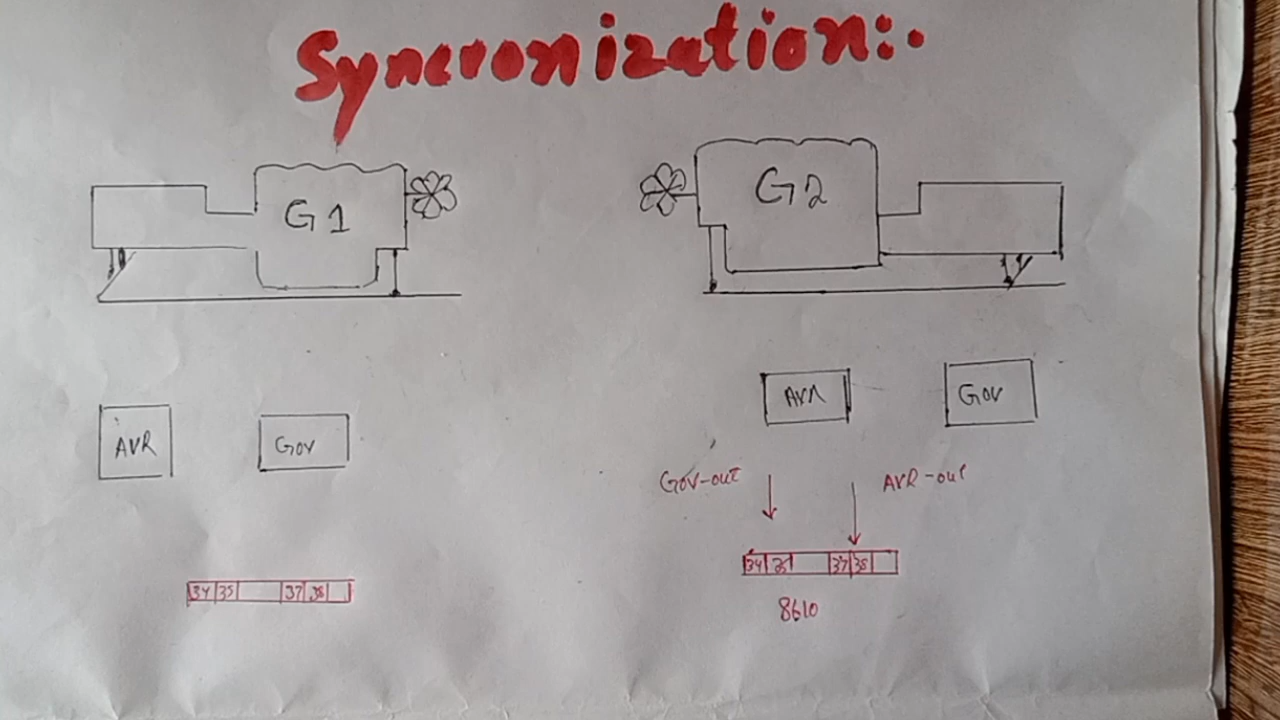 Syncronization:.
G1
G2
AVR
Gov
AVR
Gov
Gov-out
AVR-out
34 35 37 38
34 35 37 38
8610